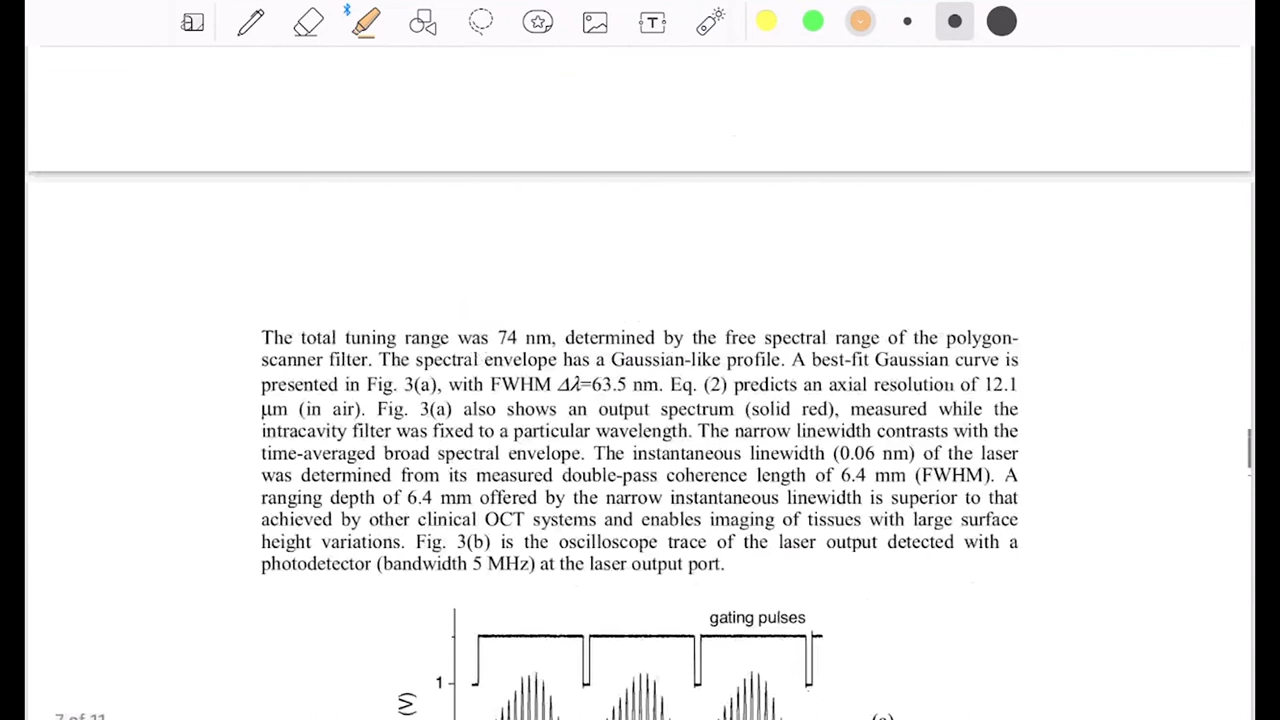 The total tuning range was 74 nm, determined by the free spectral range of the polygon-
scanner filter. The spectral envelope has a Gaussian-like profile. A best-fit Gaussian curve is
presented in Fig. 3(a), with FWHM Δλ=63.5 nm. Eq. (2) predicts an axial resolution of 12.1
μm (in air). Fig. 3(a) also shows an output spectrum (solid red), measured while the
intracavity filter was fixed to a particular wavelength. The narrow linewidth contrasts with the
time-averaged broad spectral envelope. The instantaneous linewidth (0.06 nm) of the laser
was determined from its measured double-pass coherence length of 6.4 mm (FWHM). A
ranging depth of 6.4 mm offered by the narrow instantaneous linewidth is superior to that
achieved by other clinical OCT systems and enables imaging of tissues with large surface
height variations. Fig. 3(b) is the oscilloscope trace of the laser output detected with a
photodetector (bandwidth 5 MHz) at the laser output port.
gating pulses
1
(V)
7 of 11